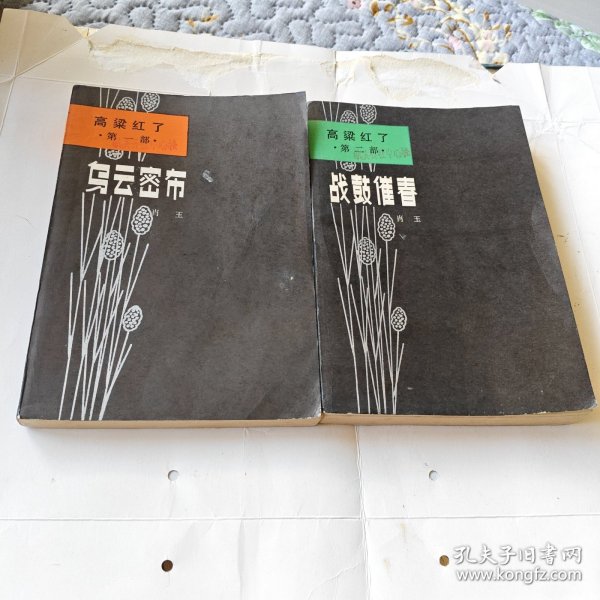 高粱红了
·第一部·
乌云密布
肖玉
高粱红了
·第二部·
战鼓催春
肖玉
孔夫子旧书网
www.kongfz.com